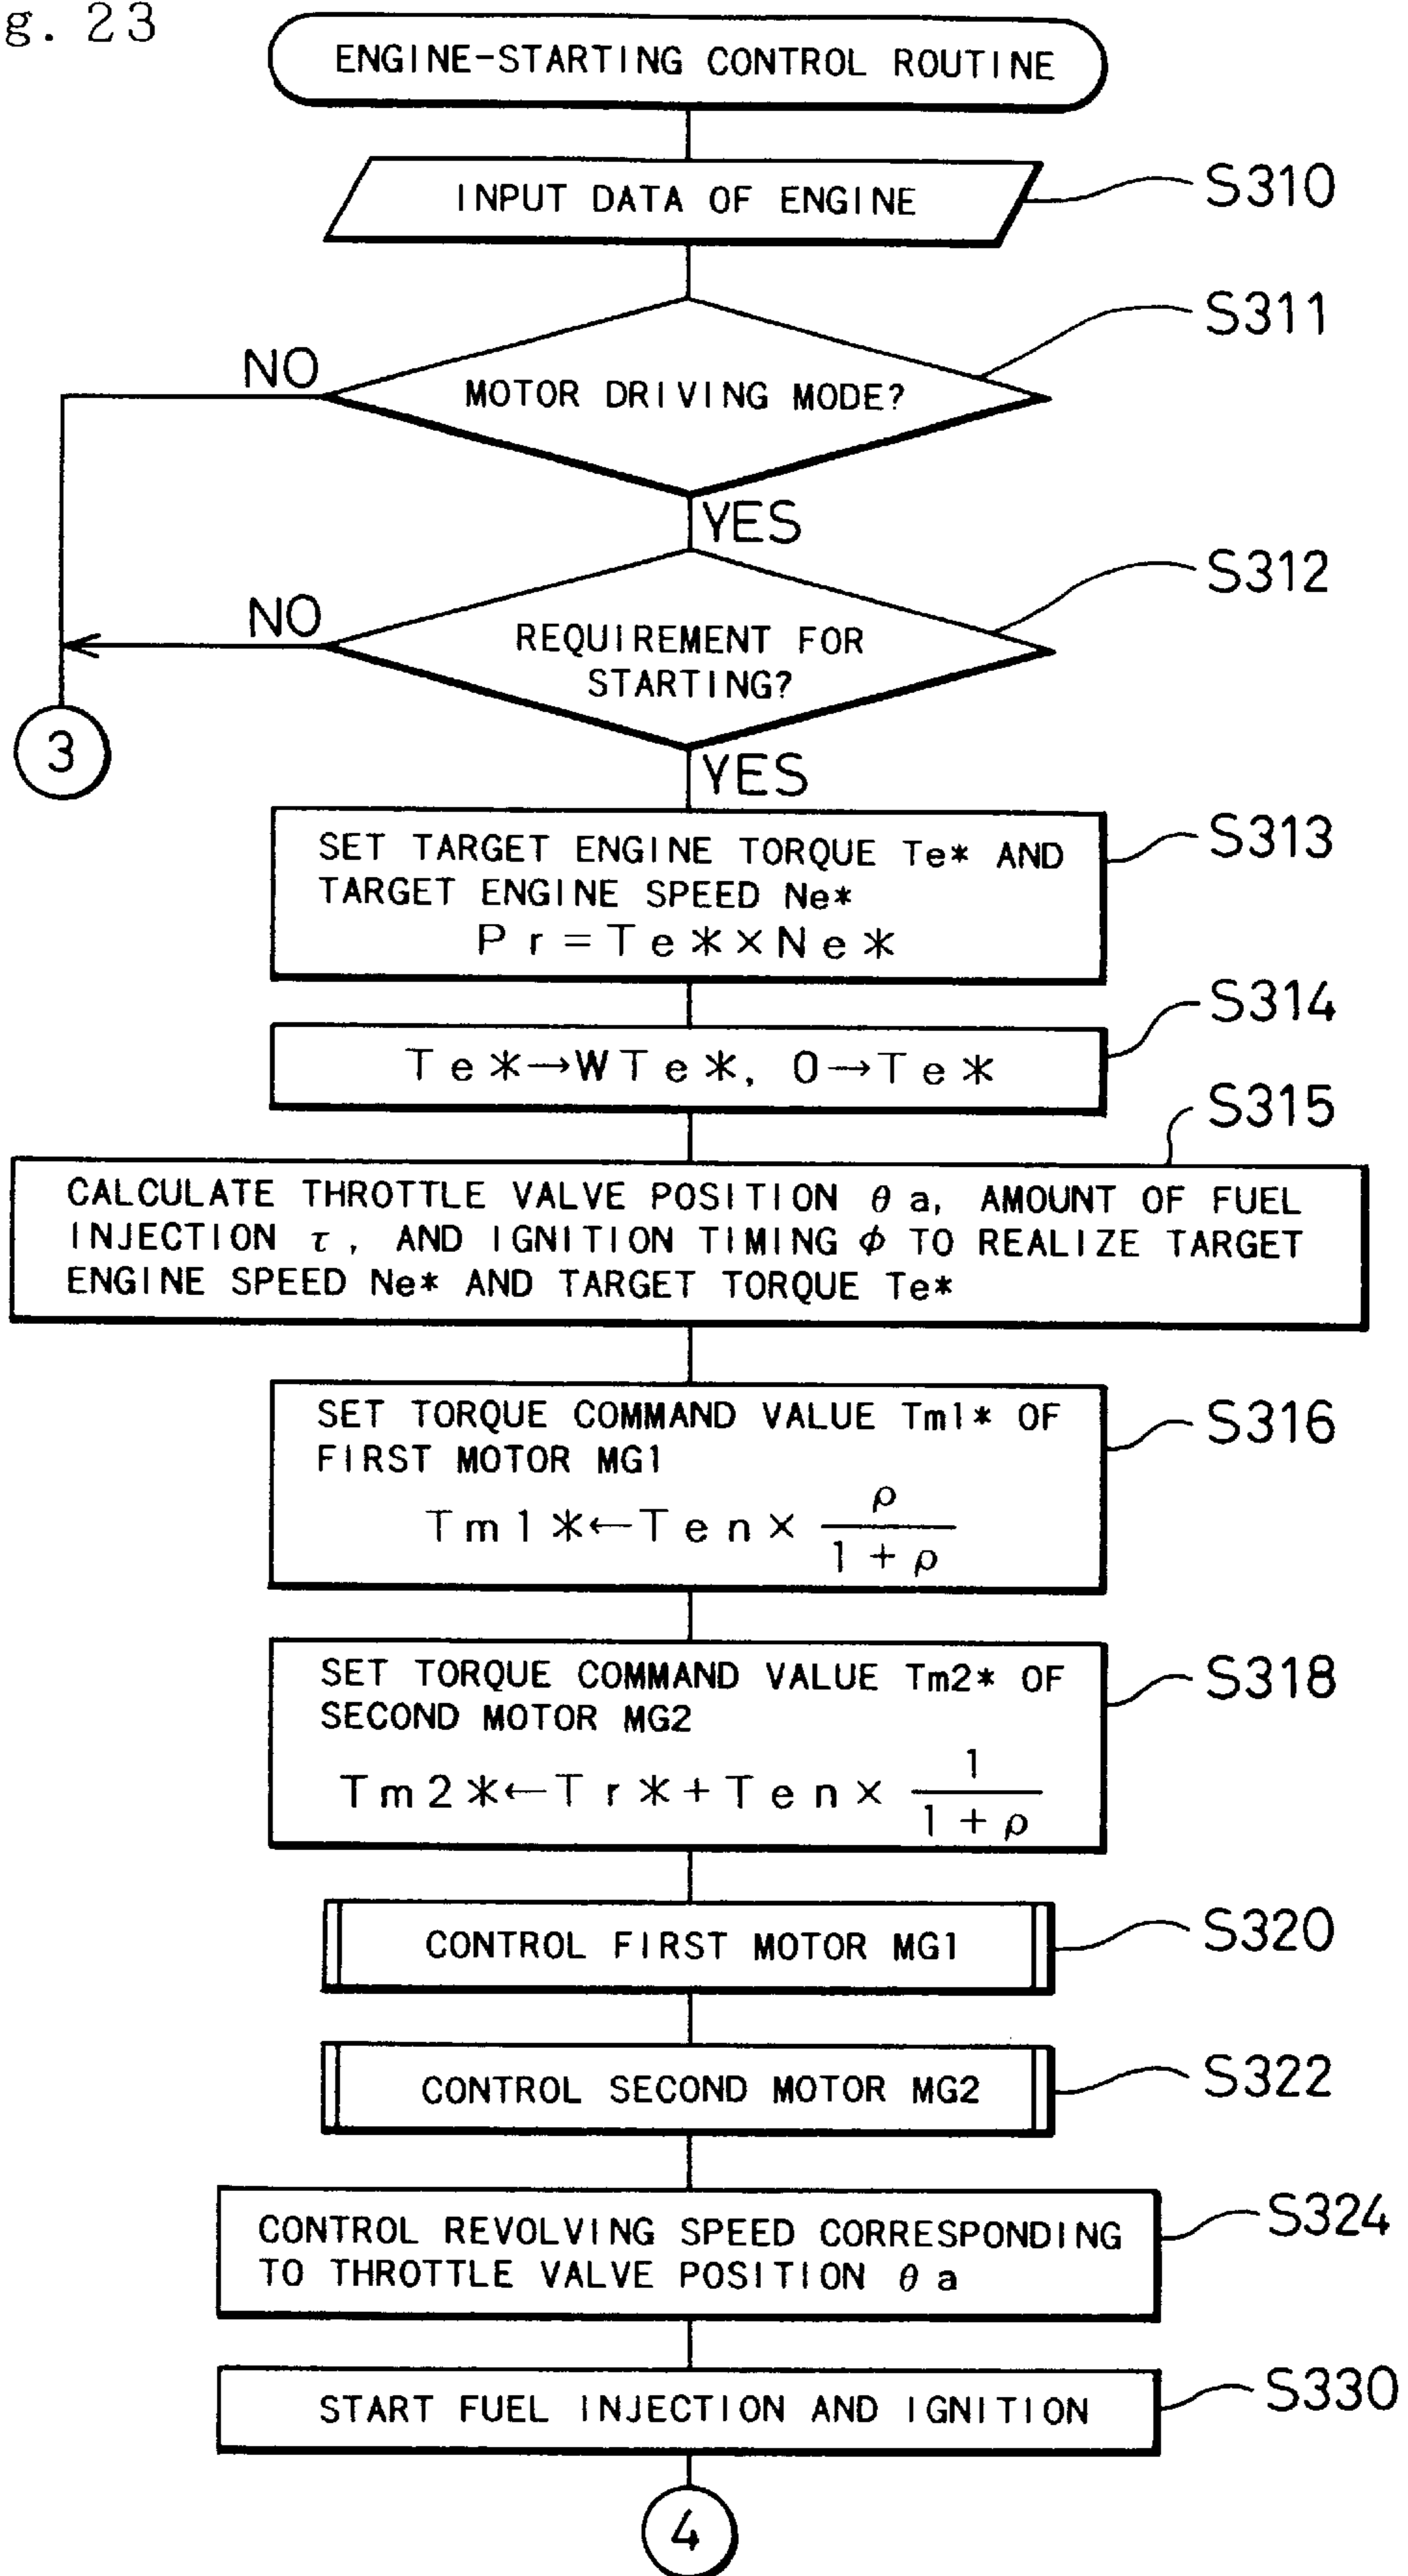 g. 23
ENGINE-STARTING CONTROL ROUTINE
INPUT DATA OF ENGINE
S310
S311
NO
MOTOR DRIVING MODE?
YES
S312
NO
REQUIREMENT FOR
STARTING?
3
YES
S313
SET TARGET ENGINE TORQUE Te* AND
TARGET ENGINE SPEED Ne*
Pr=Te*×Ne*
S314
Te*→WTe*, 0→Te*
S315
CALCULATE THROTTLE VALVE POSITION θa, AMOUNT OF FUEL
INJECTION τ, AND IGNITION TIMING φ TO REALIZE TARGET
ENGINE SPEED Ne* AND TARGET TORQUE Te*
S316
SET TORQUE COMMAND VALUE Tm1* OF
FIRST MOTOR MG1
Tm1*←Ten× ρ/(1+ρ)
S318
SET TORQUE COMMAND VALUE Tm2* OF
SECOND MOTOR MG2
Tm2*←Tr*+Ten× 1/(1+ρ)
S320
CONTROL FIRST MOTOR MG1
S322
CONTROL SECOND MOTOR MG2
S324
CONTROL REVOLVING SPEED CORRESPONDING
TO THROTTLE VALVE POSITION θa
S330
START FUEL INJECTION AND IGNITION
4